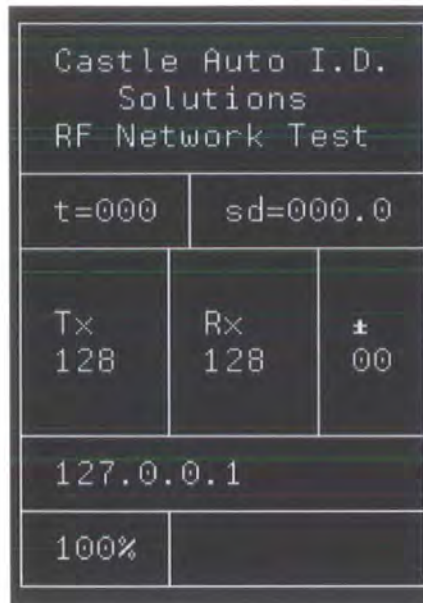 Castle Auto I.D.
Solutions
RF Network Test
t=000 sd=000.0
Tx Rx ±
128 128 00
127.0.0.1
100%